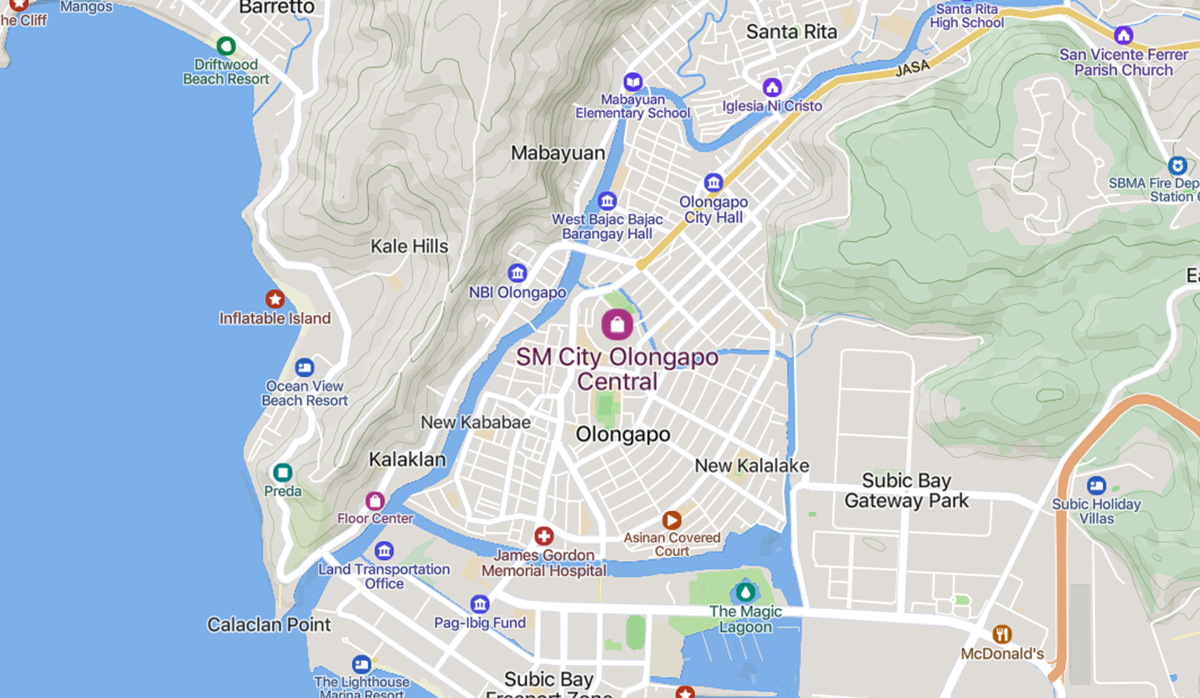 Barretto
Mangos
he Cliff
Driftwood
Beach Resort
Santa Rita
Santa Rita
High School
San Vicente Ferrer
Parish Church
JASA
Mabayuan
Elementary School
Iglesia Ni Cristo
Mabayuan
SBMA Fire Dep
Station 6
Olongapo
City Hall
West Bajac Bajac
Barangay Hall
Kale Hills
NBI Olongapo
Ea
Inflatable Island
SM City Olongapo
Central
Ocean View
Beach Resort
New Kababae
Olongapo
Kalaklan
New Kalalake
Subic Bay
Gateway Park
Preda
Floor Center
Subic Holiday
Villas
Asinan Covered
Court
James Gordon
Memorial Hospital
Land Transportation
Office
The Magic
Lagoon
Pag-Ibig Fund
Calaclan Point
McDonald's
Subic Bay
Freeport Zone
The Lighthouse
Marina Resort